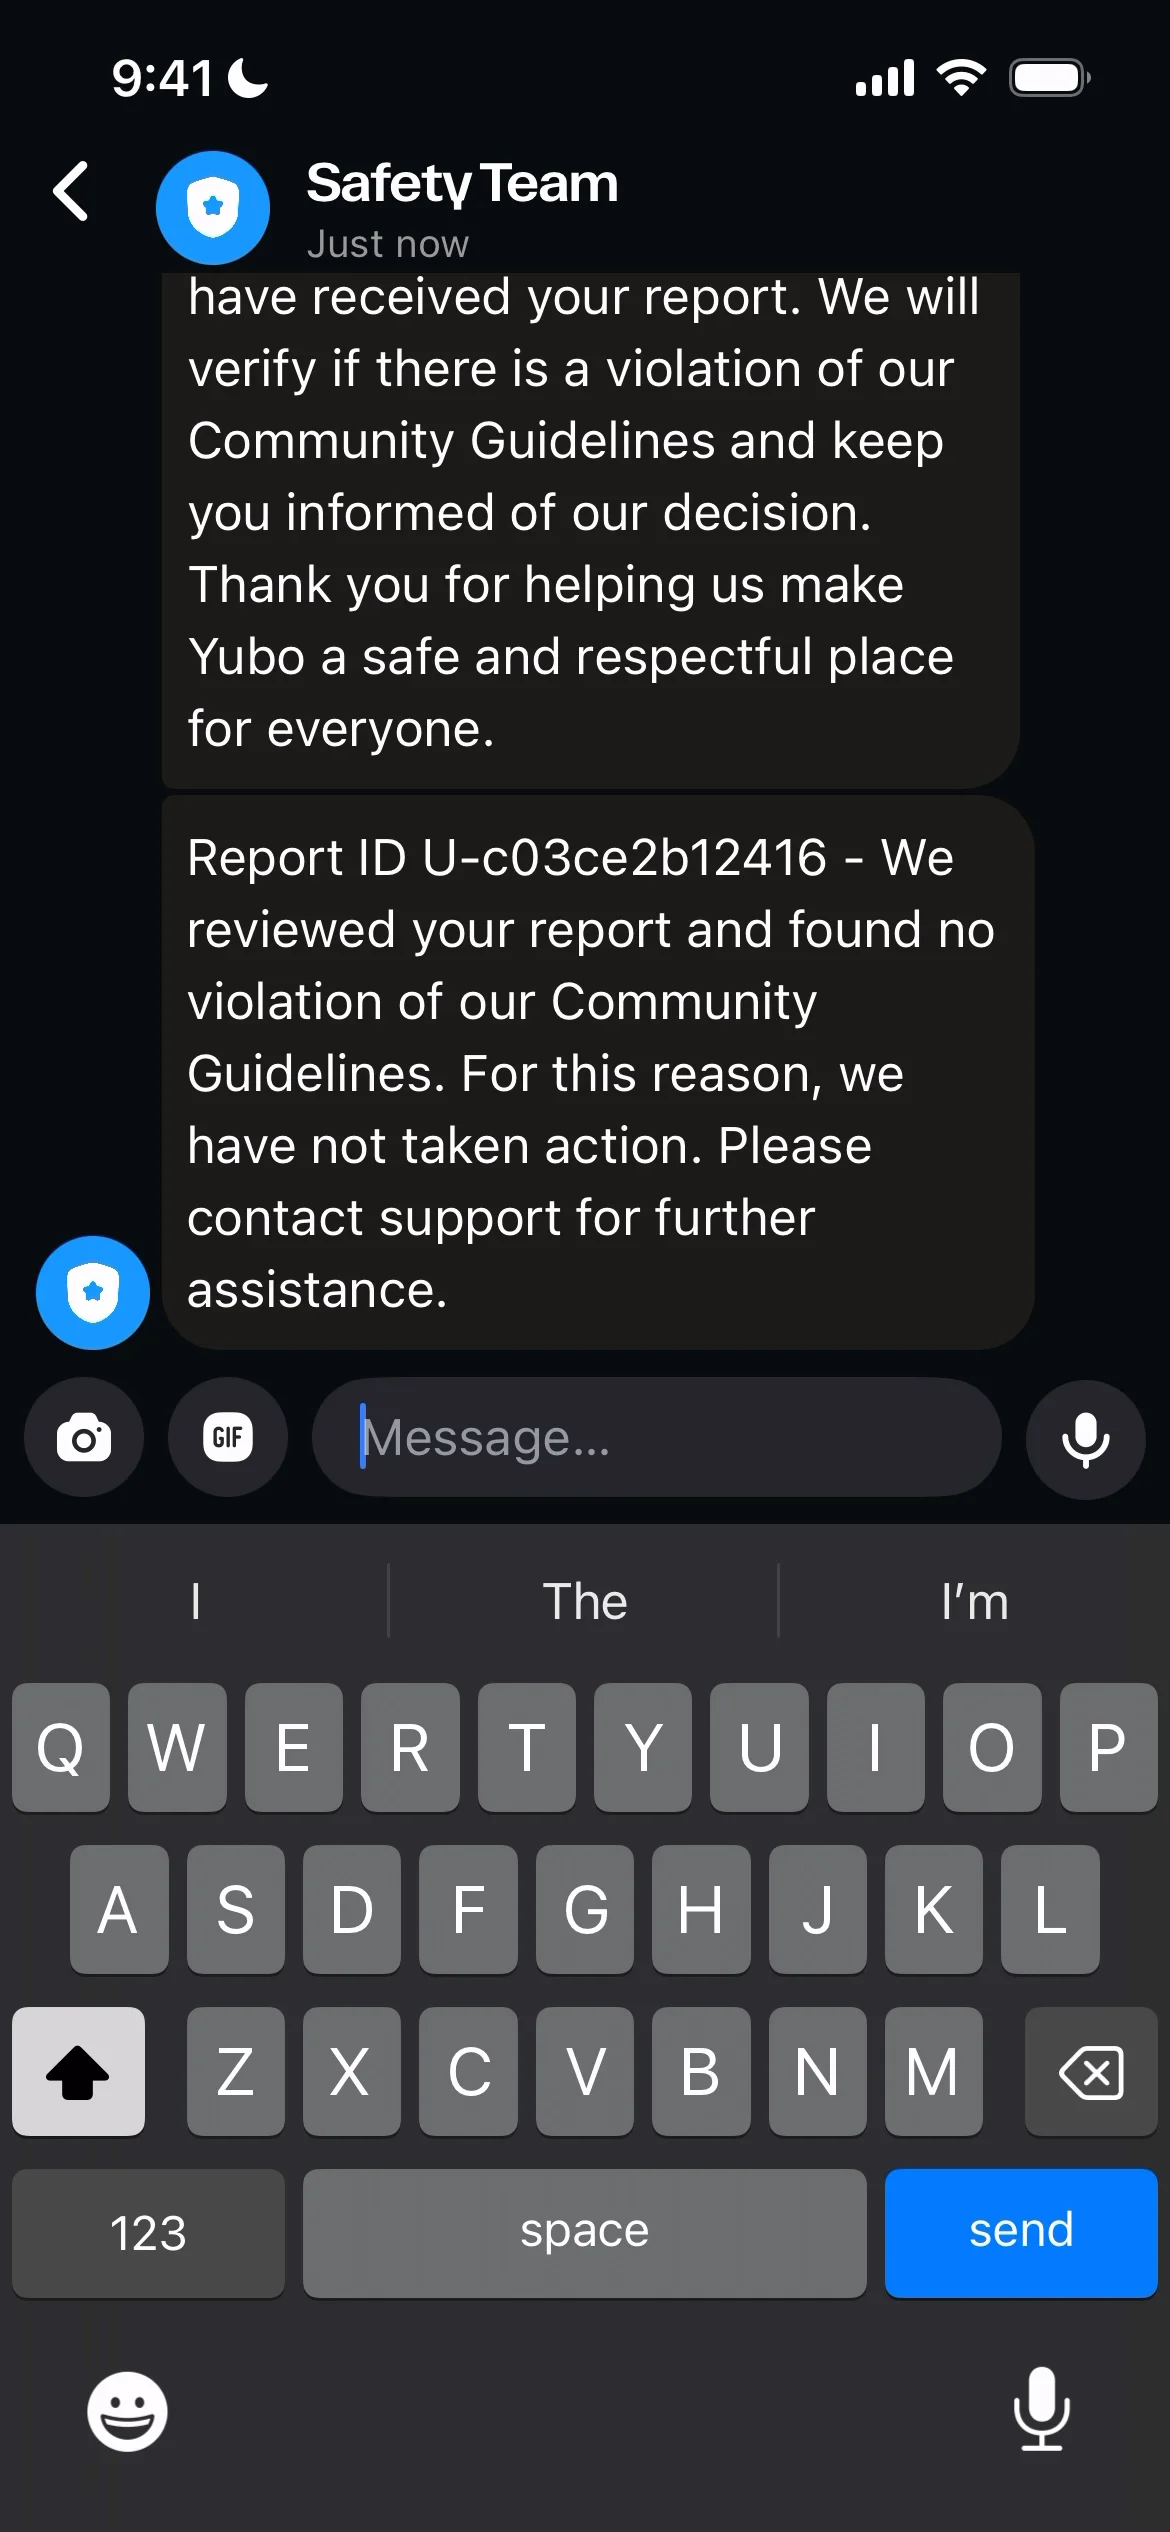 9:41
Safety Team
Just now
have received your report. We will
verify if there is a violation of our
Community Guidelines and keep
you informed of our decision.
Thank you for helping us make
Yubo a safe and respectful place
for everyone.
Report ID U-c03ce2b12416 - We
reviewed your report and found no
violation of our Community
Guidelines. For this reason, we
have not taken action. Please
contact support for further
assistance.
GIF
Message...
I The I'm
Q W E R T Y U I O P
A S D F G H J K L
Z X C V B N M
123 space send